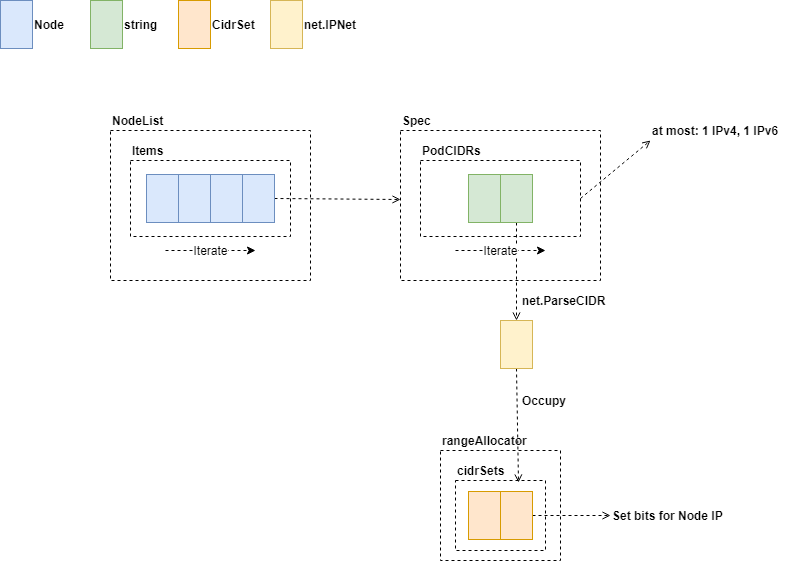 Node
string
CidrSet
net.IPNet
NodeList
Items
Iterate
Spec
PodCIDRs
Iterate
at most: 1 IPv4, 1 IPv6
net.ParseCIDR
Occupy
rangeAllocator
cidrSets
Set bits for Node IP